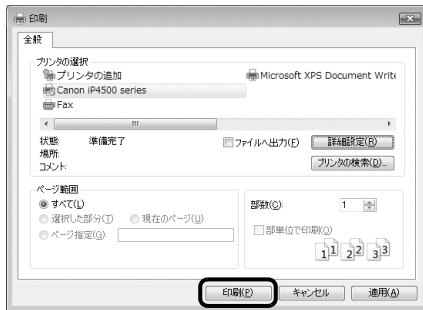 印刷
全般
プリンタの選択
プリンタの追加
Microsoft XPS Document Write
Canon iP4500 series
Fax
状態: 準備完了
ファイルへ出力(F)
詳細設定(R)
場所:
コメント:
プリンタの検索(D)...
ページ範囲
すべて(L)
選択した部分(T)
現在のページ(U)
ページ指定(G):
部数(C): 1
部単位で印刷(O)
1 1 2 2 3 3
印刷(P)
キャンセル
適用(A)